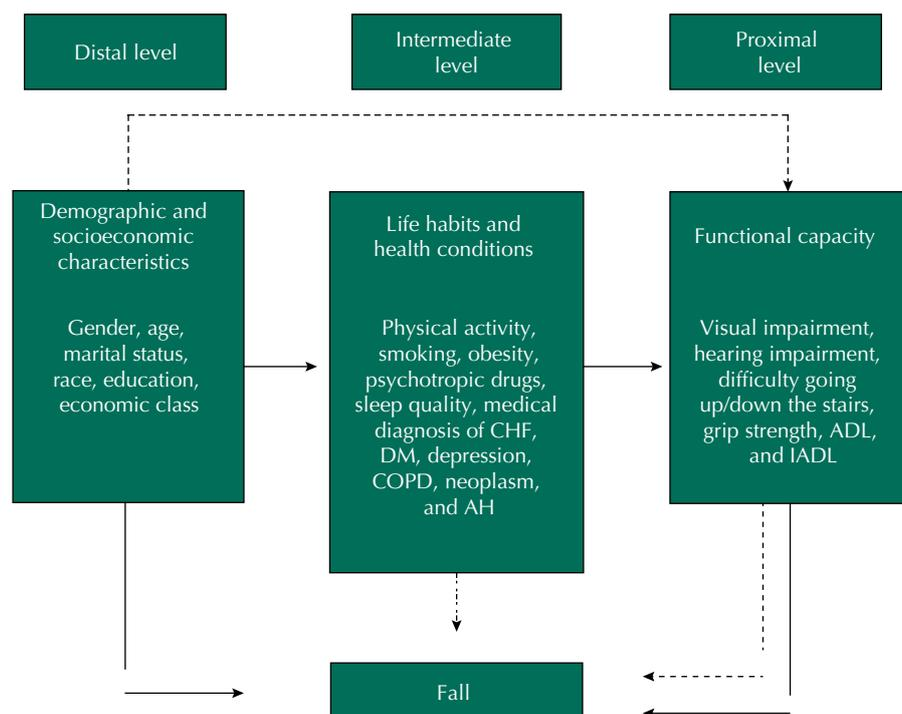 Distal level
Intermediate
level
Proximal
level
Demographic and
socioeconomic
characteristics
Gender, age,
marital status,
race, education,
economic class
Life habits and
health conditions
Physical activity,
smoking, obesity,
psychotropic drugs,
sleep quality, medical
diagnosis of CHF,
DM, depression,
COPD, neoplasm,
and AH
Functional capacity
Visual impairment,
hearing impairment,
difficulty going
up/down the stairs,
grip strength, ADL,
and IADL
Fall